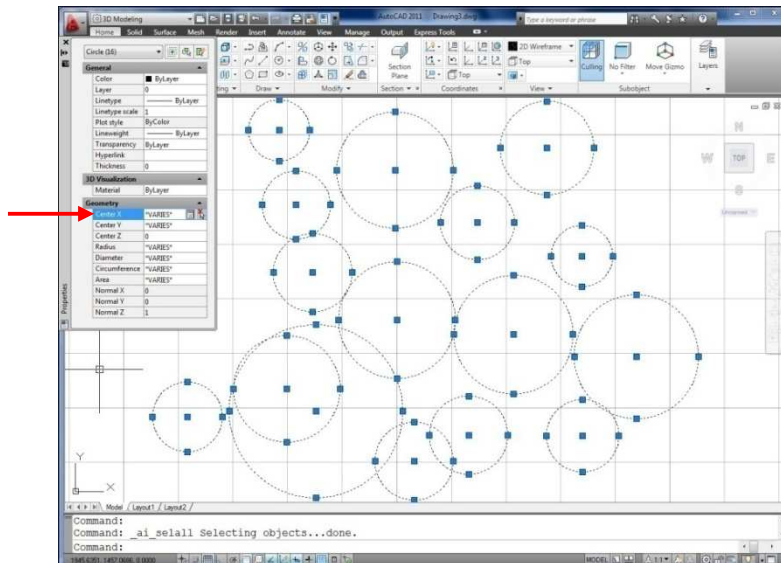 3D Modeling
AutoCAD 2011 Drawing3.dwg
Type a keyword or phrase
Home Solid Surface Mesh Render Insert Annotate View Manage Output Express Tools
Circle (16)
General
Color ByLayer
Layer 0
Linetype ByLayer
Linetype scale 1
Plot style ByColor
Lineweight ByLayer
Transparency ByLayer
Hyperlink
Thickness 0
3D Visualization
Material ByLayer
Geometry
Center X *VARIES*
Center Y *VARIES*
Center Z 0
Radius *VARIES*
Diameter *VARIES*
Circumference *VARIES*
Area *VARIES*
Normal X 0
Normal Y 0
Normal Z 1
Properties
Section Plane
2D Wireframe
Top
Top
Culling
No Filter
Move Gizmo
Layers
Draw Modify Section Coordinates View Subobject
N
W TOP E
S
Unnamed
Y
X
Model Layout1 Layout2
Command:
Command: _ai_selall Selecting objects...done.
Command:
MODEL
1:1